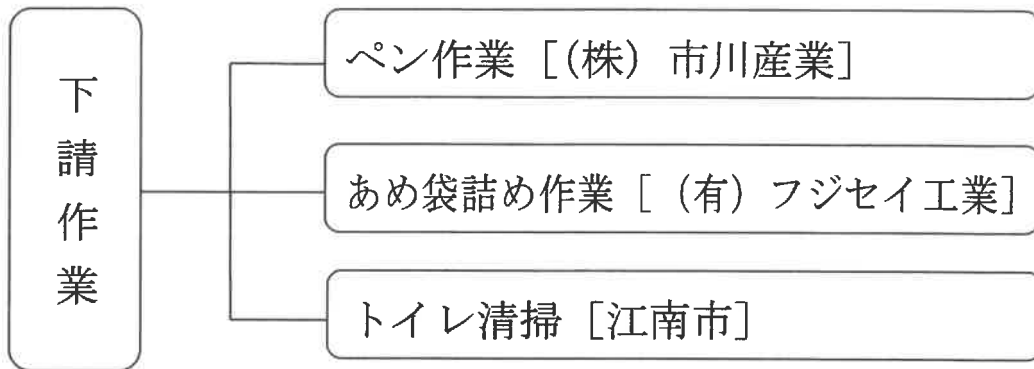 下請作業
ペン作業［(株) 市川産業］
あめ袋詰め作業［ (有) フジセイ工業］
トイレ清掃［江南市］